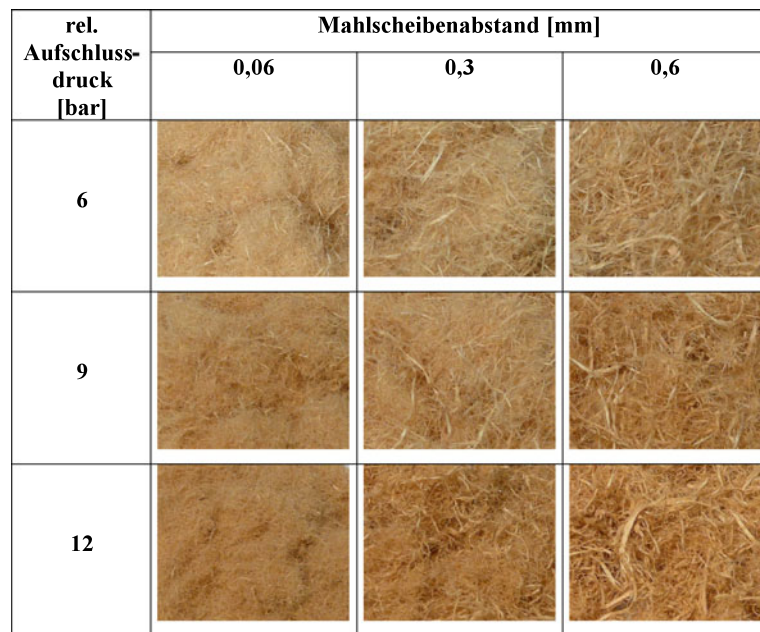 rel.
Aufschluss-
druck
[bar]
Mahlscheibenabstand [mm]
0,06
0,3
0,6
6
9
12